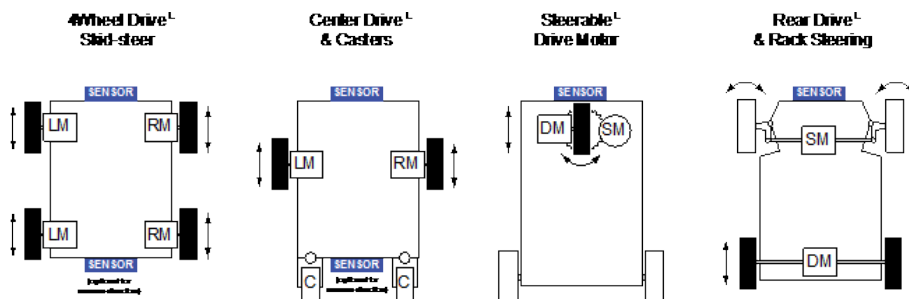 4Wheel Drive L
Skid-steer
Center Drive L
& Casters
Steerable L
Drive Motor
Rear Drive L
& Rack Steering
SENSOR
SENSOR
SENSOR
LM
RM
LM
RM
DM
SM
SM
LM
RM
SENSOR
SENSOR
C
C
DM